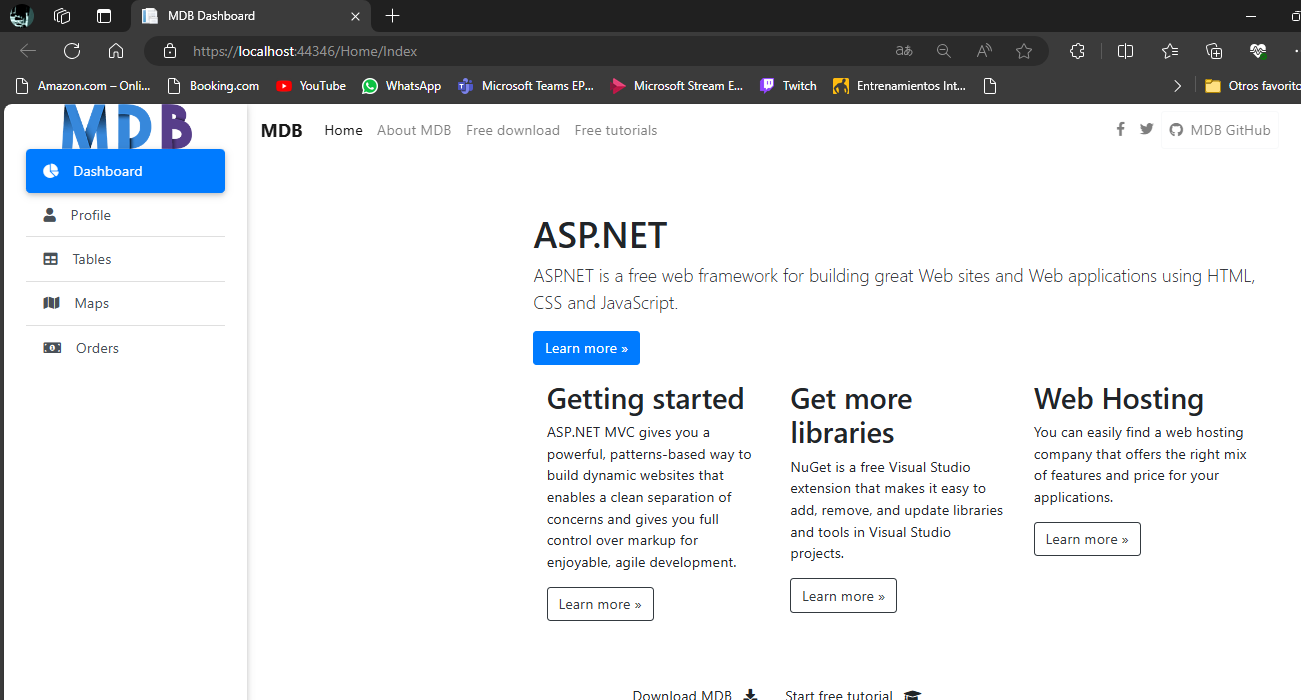 MDB Dashboard
https://localhost:44346/Home/Index
Amazon.com – Onli... Booking.com YouTube WhatsApp Microsoft Teams EP... Microsoft Stream E... Twitch Entrenamientos Int... Otros favorito
MDB
MDB Home About MDB Free download Free tutorials MDB GitHub
Dashboard
Profile
Tables
Maps
Orders
ASP.NET
ASP.NET is a free web framework for building great Web sites and Web applications using HTML,
CSS and JavaScript.
Learn more »
Getting started
ASP.NET MVC gives you a
powerful, patterns-based way to
build dynamic websites that
enables a clean separation of
concerns and gives you full
control over markup for
enjoyable, agile development.
Learn more »
Get more
libraries
NuGet is a free Visual Studio
extension that makes it easy to
add, remove, and update libraries
and tools in Visual Studio
projects.
Learn more »
Web Hosting
You can easily find a web hosting
company that offers the right mix
of features and price for your
applications.
Learn more »
Download MDB Start free tutorial